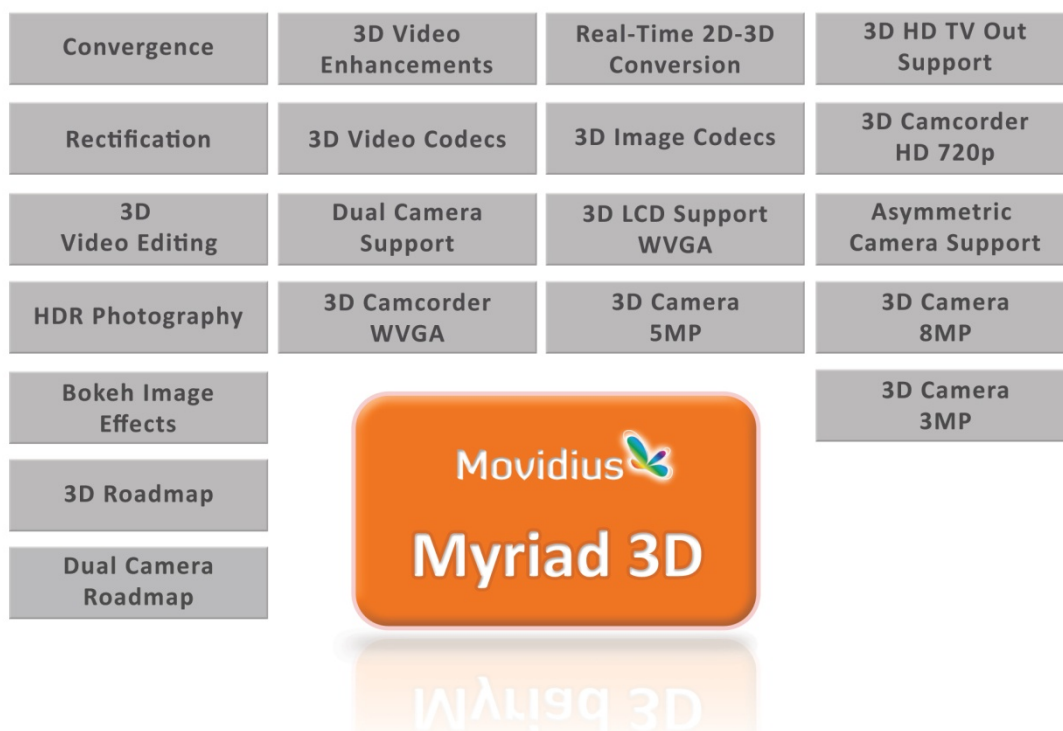 Convergence
3D Video
Enhancements
Real-Time 2D-3D
Conversion
3D HD TV Out
Support
Rectification
3D Video Codecs
3D Image Codecs
3D Camcorder
HD 720p
3D
Video Editing
Dual Camera
Support
3D LCD Support
WVGA
Asymmetric
Camera Support
HDR Photography
3D Camcorder
WVGA
3D Camera
5MP
3D Camera
8MP
Bokeh Image
Effects
3D Camera
3MP
3D Roadmap
Dual Camera
Roadmap
Movidius
Myriad 3D
Myriad 3D